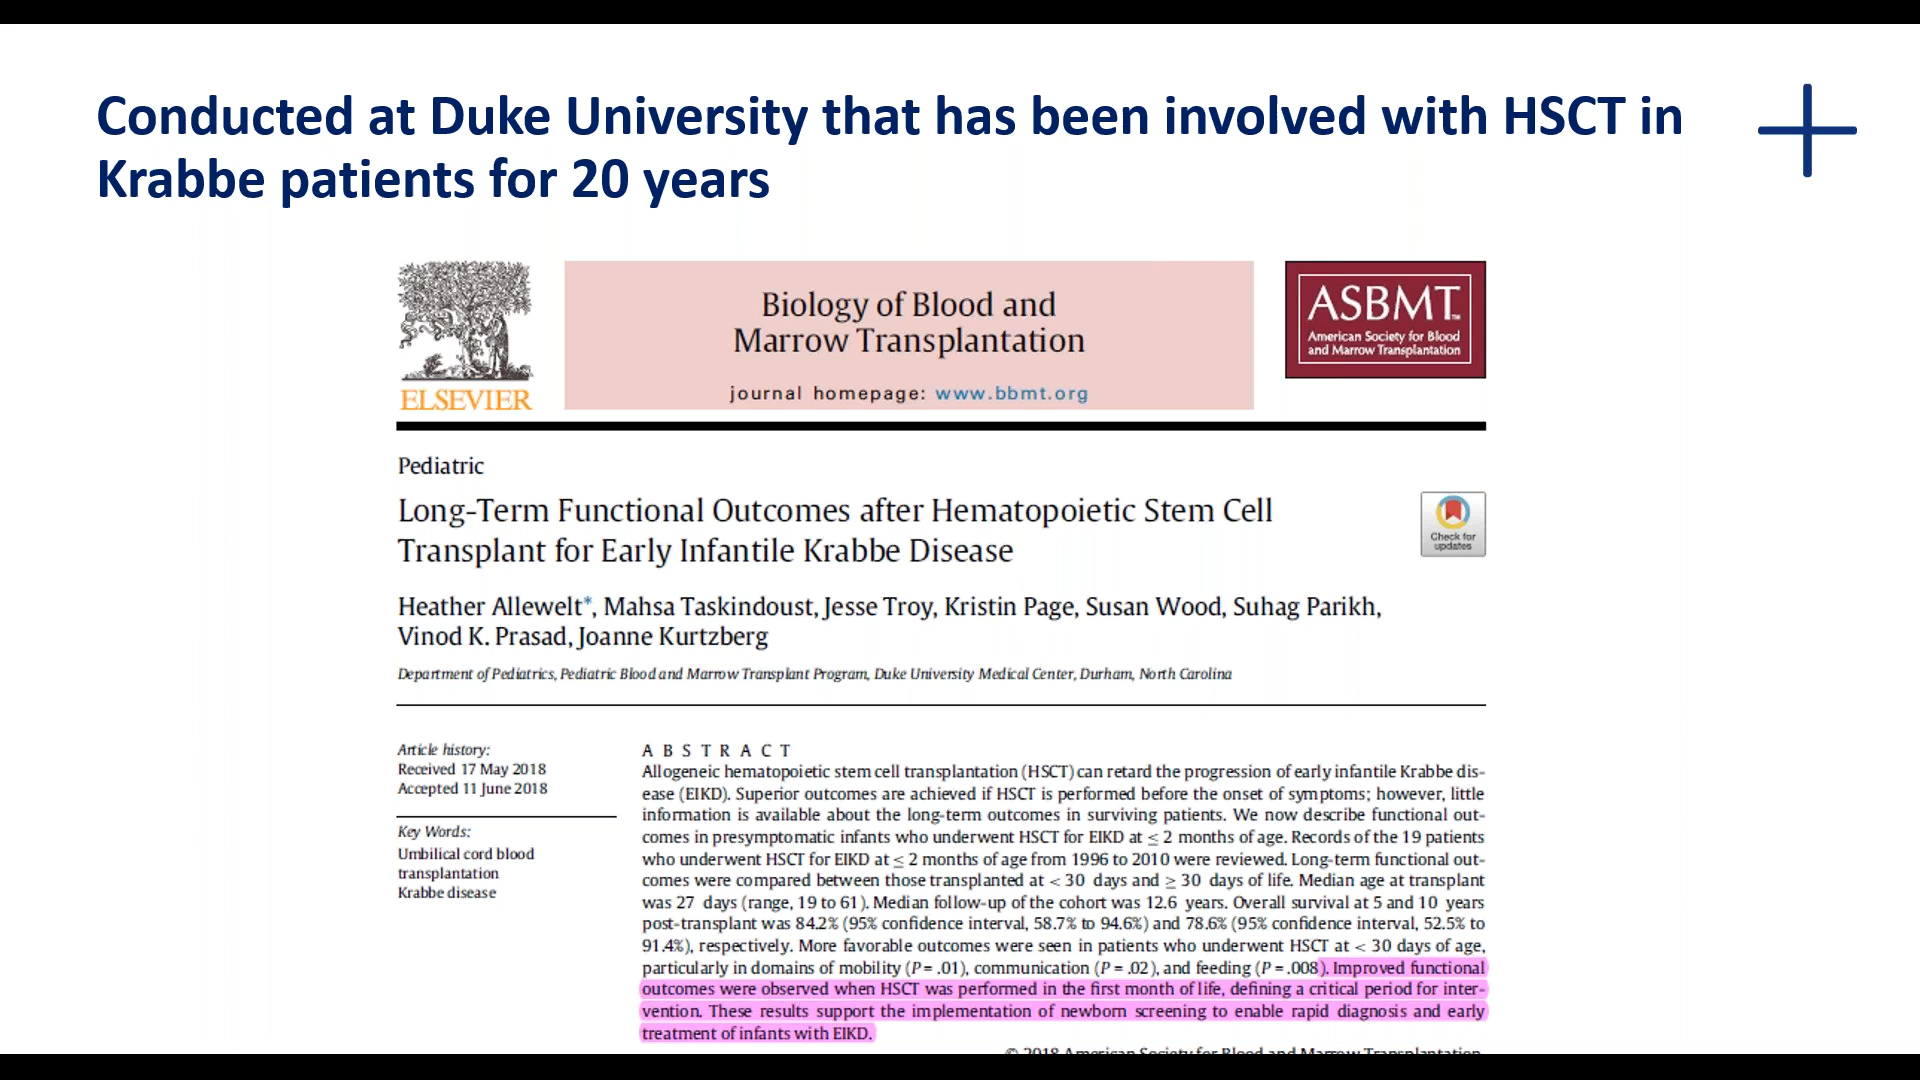 Conducted at Duke University that has been involved with HSCT in
Krabbe patients for 20 years
ELSEVIER
Biology of Blood and
Marrow Transplantation
journal homepage: www.bbmt.org
ASBMT™
American Society for Blood
and Marrow Transplantation
Pediatric
Long-Term Functional Outcomes after Hematopoietic Stem Cell
Transplant for Early Infantile Krabbe Disease
Check for
updates
Heather Allewelt*, Mahsa Taskindoust, Jesse Troy, Kristin Page, Susan Wood, Suhag Parikh,
Vinod K. Prasad, Joanne Kurtzberg
Department of Pediatrics, Pediatric Blood and Marrow Transplant Program, Duke University Medical Center, Durham, North Carolina
Article history:
Received 17 May 2018
Accepted 11 June 2018
Key Words:
Umbilical cord blood
transplantation
Krabbe disease
A B S T R A C T
Allogeneic hematopoietic stem cell transplantation (HSCT) can retard the progression of early infantile Krabbe dis-
ease (EIKD). Superior outcomes are achieved if HSCT is performed before the onset of symptoms; however, little
information is available about the long-term outcomes in surviving patients. We now describe functional out-
comes in presymptomatic infants who underwent HSCT for EIKD at ≤ 2 months of age. Records of the 19 patients
who underwent HSCT for EIKD at ≤ 2 months of age from 1996 to 2010 were reviewed. Long-term functional out-
comes were compared between those transplanted at < 30 days and ≥ 30 days of life. Median age at transplant
was 27 days (range, 19 to 61). Median follow-up of the cohort was 12.6 years. Overall survival at 5 and 10 years
post-transplant was 84.2% (95% confidence interval, 58.7% to 94.6%) and 78.6% (95% confidence interval, 52.5% to
91.4%), respectively. More favorable outcomes were seen in patients who underwent HSCT at < 30 days of age,
particularly in domains of mobility (P = .01), communication (P = .02), and feeding (P = .008). Improved functional
outcomes were observed when HSCT was performed in the first month of life, defining a critical period for inter-
vention. These results support the implementation of newborn screening to enable rapid diagnosis and early
treatment of infants with EIKD.
© 2018 American Society for Blood and Marrow Transplantation.